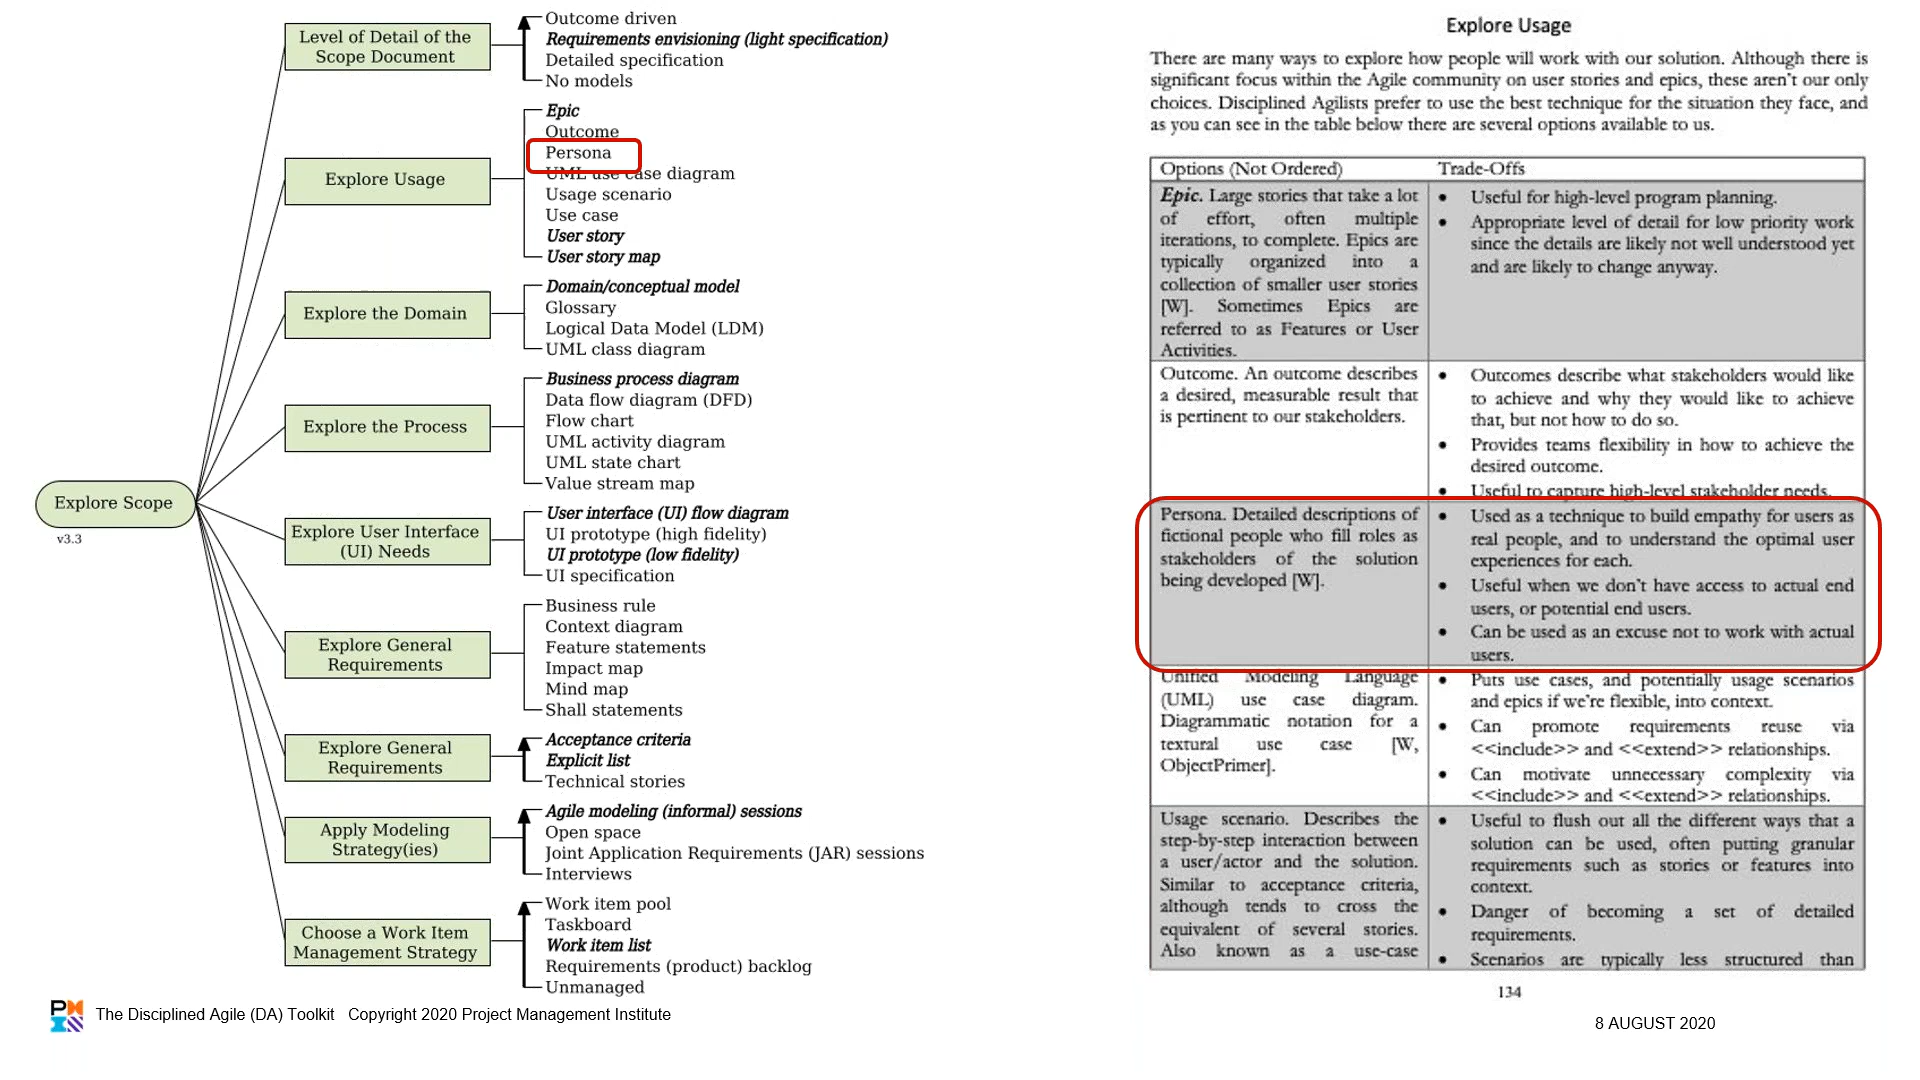 Level of Detail of the
Scope Document
Outcome driven
Requirements envisioning (light specification)
Detailed specification
No models
Explore Usage
Epic
Outcome
Persona
UML use case diagram
Usage scenario
Use case
User story
User story map
Explore the Domain
Domain/conceptual model
Glossary
Logical Data Model (LDM)
UML class diagram
Explore the Process
Business process diagram
Data flow diagram (DFD)
Flow chart
UML activity diagram
UML state chart
Value stream map
Explore Scope
v3.3
Explore User Interface
(UI) Needs
User interface (UI) flow diagram
UI prototype (high fidelity)
UI prototype (low fidelity)
UI specification
Explore General
Requirements
Business rule
Context diagram
Feature statements
Impact map
Mind map
Shall statements
Explore General
Requirements
Acceptance criteria
Explicit list
Technical stories
Apply Modeling
Strategy(ies)
Agile modeling (informal) sessions
Open space
Joint Application Requirements (JAR) sessions
Interviews
Choose a Work Item
Management Strategy
Work item pool
Taskboard
Work item list
Requirements (product) backlog
Unmanaged
PMI
The Disciplined Agile (DA) Toolkit Copyright 2020 Project Management Institute
Explore Usage
There are many ways to explore how people will work with our solution. Although there is
significant focus within the Agile community on user stories and epics, these aren't our only
choices. Disciplined Agilists prefer to use the best technique for the situation they face, and
as you can see in the table below there are several options available to us.
Options (Not Ordered)
Trade-Offs
Epic. Large stories that take a lot
of effort, often multiple
iterations, to complete. Epics are
typically organized into a
collection of smaller user stories
[W]. Sometimes Epics are
referred to as Features or User
Activities.
• Useful for high-level program planning.
• Appropriate level of detail for low priority work
since the details are likely not well understood yet
and are likely to change anyway.
Outcome. An outcome describes
a desired, measurable result that
is pertinent to our stakeholders.
• Outcomes describe what stakeholders would like
to achieve and why they would like to achieve
that, but not how to do so.
• Provides teams flexibility in how to achieve the
desired outcome.
• Useful to capture high-level stakeholder needs.
Persona. Detailed descriptions of
fictional people who fill roles as
stakeholders of the solution
being developed [W].
• Used as a technique to build empathy for users as
real people, and to understand the optimal user
experiences for each.
• Useful when we don't have access to actual end
users, or potential end users.
• Can be used as an excuse not to work with actual
users.
Unified Modeling Language
(UML) use case diagram.
Diagrammatic notation for a
textural use case [W,
ObjectPrimer].
• Puts use cases, and potentially usage scenarios
and epics if we're flexible, into context.
• Can promote requirements reuse via
<<include>> and <<extend>> relationships.
• Can motivate unnecessary complexity via
<<include>> and <<extend>> relationships.
Usage scenario. Describes the
step-by-step interaction between
a user/actor and the solution.
Similar to acceptance criteria,
although tends to cross the
equivalent of several stories.
Also known as a use-case
• Useful to flush out all the different ways that a
solution can be used, often putting granular
requirements such as stories or features into
context.
• Danger of becoming a set of detailed
requirements.
• Scenarios are typically less structured than
134
8 AUGUST 2020